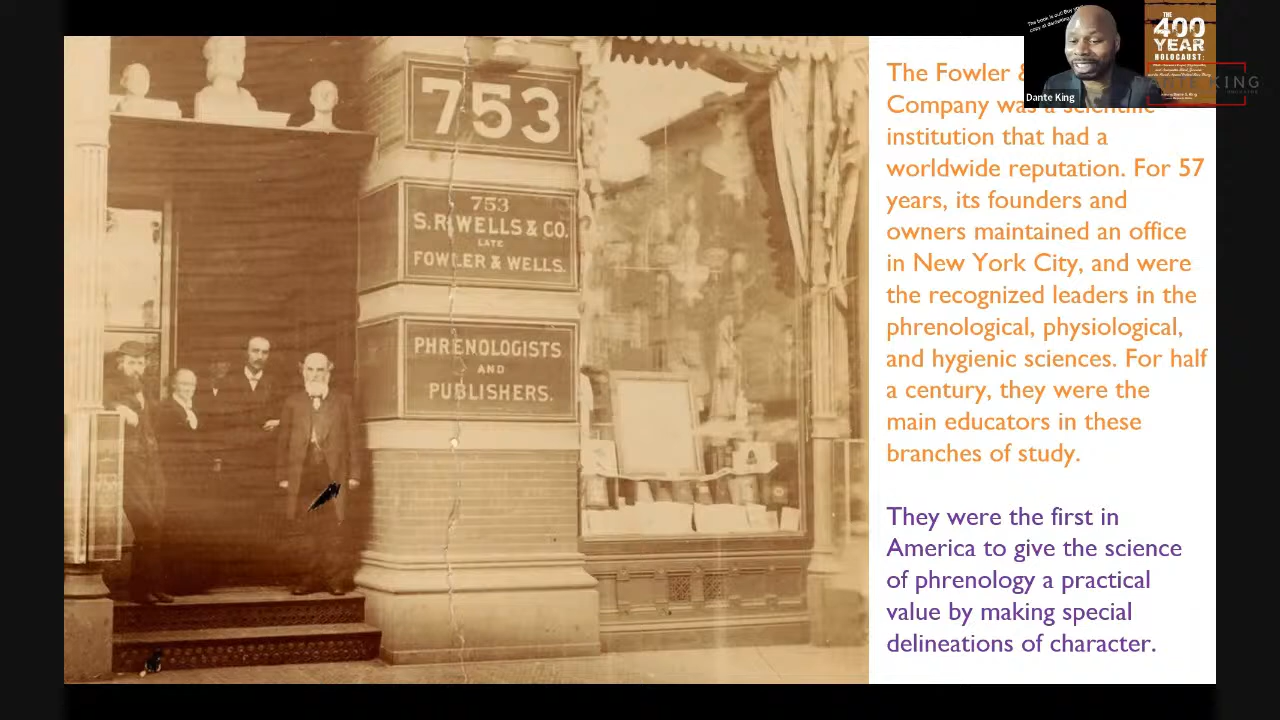 753
753
S.R. WELLS & CO.
LATE
FOWLER & WELLS.
PHRENOLOGISTS
AND
PUBLISHERS.
The Fowler &
Company was a scientific
institution that had a
worldwide reputation. For 57
years, its founders and
owners maintained an office
in New York City, and were
the recognized leaders in the
phrenological, physiological,
and hygienic sciences. For half
a century, they were the
main educators in these
branches of study.
They were the first in
America to give the science
of phrenology a practical
value by making special
delineations of character.
Dante King
THE
400
YEAR
HOLOCAUST:
KING